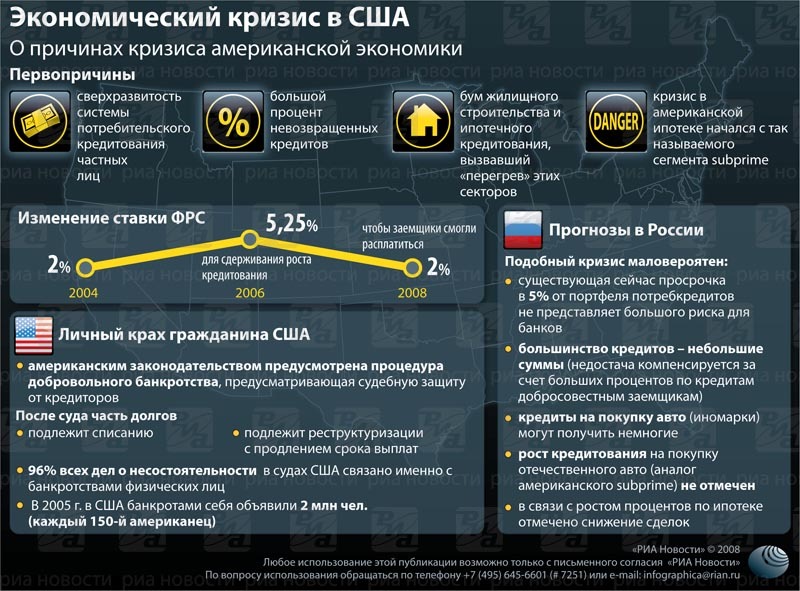 Экономический кризис в США
О причинах кризиса американской экономики
Первопричины
сверхразвитость
системы
потребительского
кредитования
частных
лиц
%
большой
процент
невозвращенных
кредитов
бум жилищного
строительства и
ипотечного
кредитования,
вызвавший
«перегрев» этих
секторов
DANGER
кризис в
американской
ипотеке начался с так
называемого
сегмента subprime
Изменение ставки ФРС
2%
5,25%
2%
для сдерживания роста
кредитования
чтобы заемщики смогли
расплатиться
2004
2006
2008
Личный крах гражданина США
американским законодательством предусмотрена процедура
добровольного банкротства, предусматривающая судебную защиту
от кредиторов
После суда часть долгов
подлежит списанию
подлежит реструктуризации
с продлением срока выплат
96% всех дел о несостоятельности в судах США связано именно с
банкротствами физических лиц
В 2005 г. в США банкротами себя объявили 2 млн чел.
(каждый 150-й американец)
Прогнозы в России
Подобный кризис маловероятен:
существующая сейчас просрочка
в 5% от портфеля потребкредитов
не представляет большого риска для
банков
большинство кредитов – небольшие
суммы (недостача компенсируется за
счет больших процентов по кредитам
добросовестным заемщикам)
кредиты на покупку авто (иномарки)
могут получить немногие
рост кредитования на покупку
отечественного авто (аналог
американского subprime) не отмечен
в связи с ростом процентов по ипотеке
отмечено снижение сделок
«РИА Новости» © 2008
Любое использование этой публикации возможно только с письменного согласия «РИА Новости»
По вопросу использования обращаться по телефону +7 (495) 645-6601 (# 7251) или e-mail: infographica@rian.ru